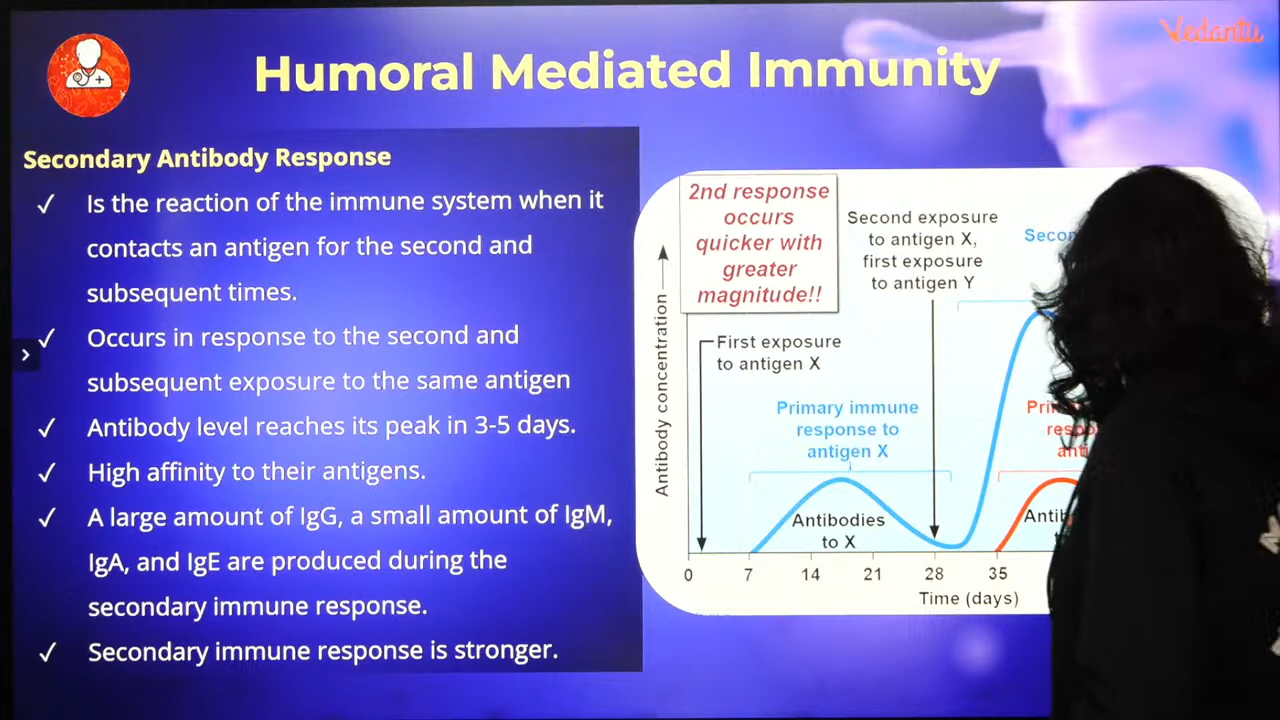 Vedantu
Humoral Mediated Immunity
Secondary Antibody Response
✓ Is the reaction of the immune system when it
contacts an antigen for the second and
subsequent times.
✓ Occurs in response to the second and
subsequent exposure to the same antigen
✓ Antibody level reaches its peak in 3-5 days.
✓ High affinity to their antigens.
✓ A large amount of IgG, a small amount of IgM,
IgA, and IgE are produced during the
secondary immune response.
✓ Secondary immune response is stronger.
2nd response
occurs
quicker with
greater
magnitude!!
Second exposure
to antigen X,
first exposure
to antigen Y
First exposure
to antigen X
Primary immune
response to
antigen X
Antibodies
to X
Antibody concentration
0 7 14 21 28 35
Time (days)